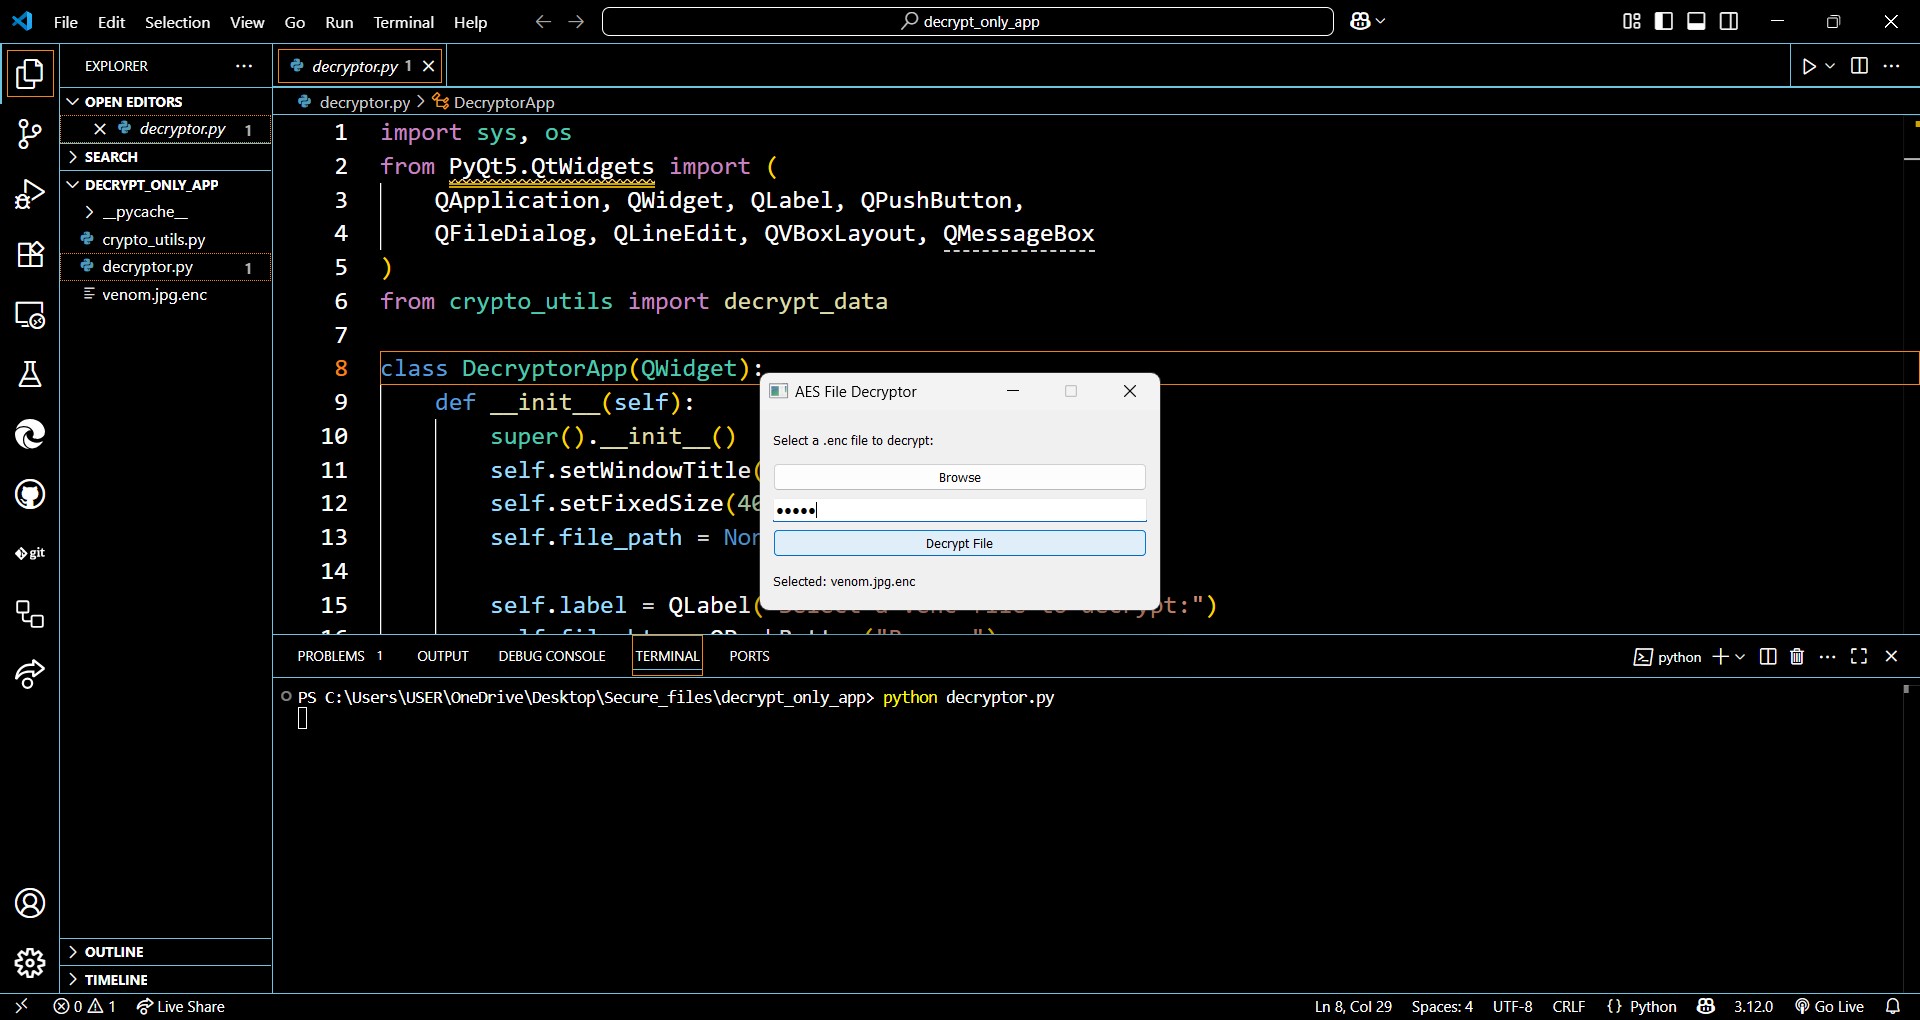 File Edit Selection View Go Run Terminal Help
decrypt_only_app
EXPLORER
OPEN EDITORS
decryptor.py 1
SEARCH
DECRYPT_ONLY_APP
__pycache__
crypto_utils.py
decryptor.py 1
venom.jpg.enc
OUTLINE
TIMELINE
git
decryptor.py 1
decryptor.py > DecryptorApp
1 import sys, os
2 from PyQt5.QtWidgets import (
3 QApplication, QWidget, QLabel, QPushButton,
4 QFileDialog, QLineEdit, QVBoxLayout, QMessageBox
5 )
6 from crypto_utils import decrypt_data
7
8 class DecryptorApp(QWidget):
9 def __init__(self):
10 super().__init__()
11 self.setWindowTitle(
12 self.setFixedSize(40
13 self.file_path = Non
14
15 self.label = QLabel("Select a .enc file to decrypt:")
AES File Decryptor
Select a .enc file to decrypt:
Browse
•••••
Decrypt File
Selected: venom.jpg.enc
PROBLEMS 1 OUTPUT DEBUG CONSOLE TERMINAL PORTS
python
PS C:\Users\USER\OneDrive\Desktop\Secure_files\decrypt_only_app> python decryptor.py
0 1 Live Share
Ln 8, Col 29 Spaces: 4 UTF-8 CRLF {} Python 3.12.0 Go Live